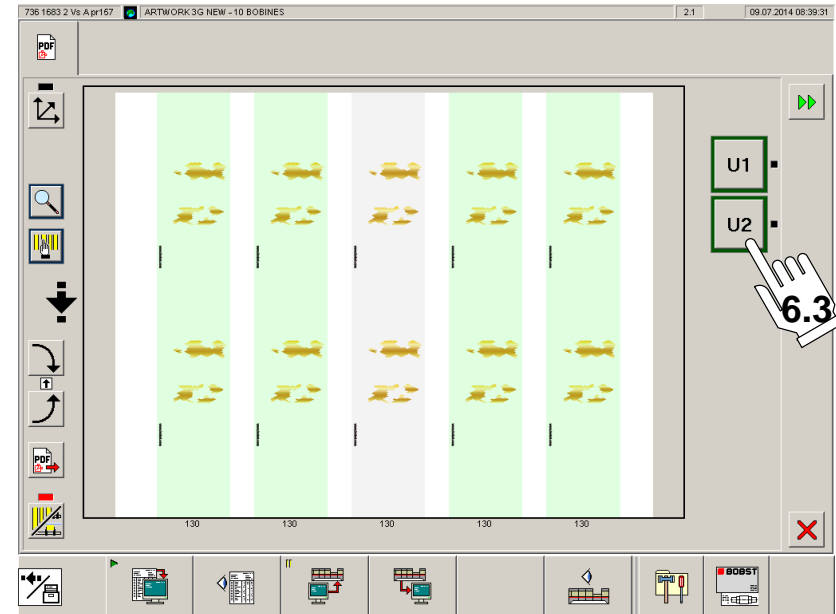 736 1683 2 Vs Apr167 ARTWORK 3G NEW - 10 BOBINES 2.1 09.07.2014 08:39:31
PDF
U1
U2
6.3
PDF
130 130 130 130 130
BOBST